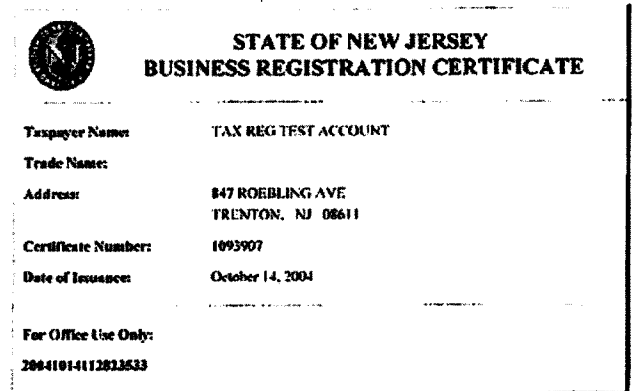 STATE OF NEW JERSEY
BUSINESS REGISTRATION CERTIFICATE
Taxpayer Name: TAX REG TEST ACCOUNT
Trade Name:
Address: 847 ROEBLING AVE
TRENTON, NJ 08611
Certificate Number: 1093907
Date of Issuance: October 14, 2004
For Office Use Only:
20041014112823533